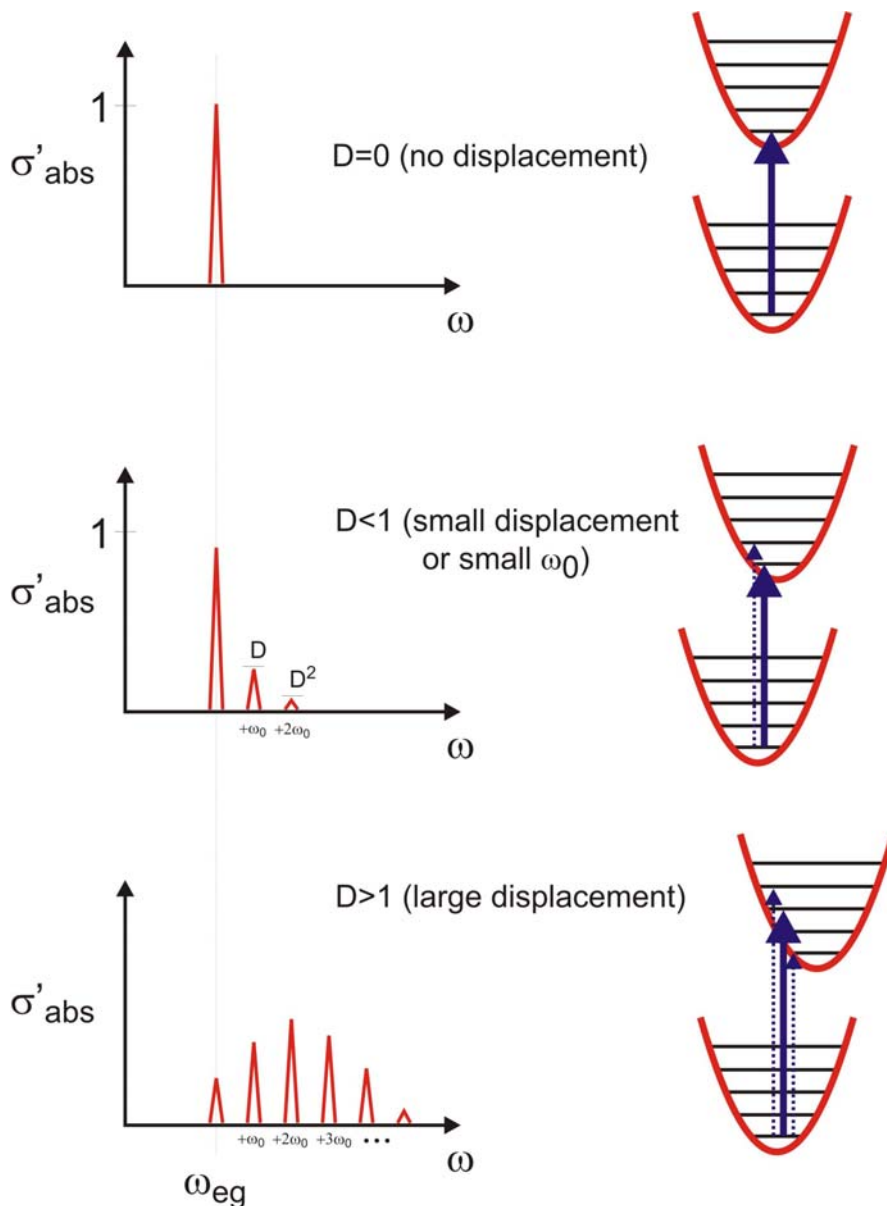 1
σ'abs
D=0 (no displacement)
ω
1
σ'abs
D<1 (small displacement
or small ω0)
D
D2
+ω0 +2ω0
ω
D>1 (large displacement)
σ'abs
+ω0 +2ω0 +3ω0 •••
ω
ωeg